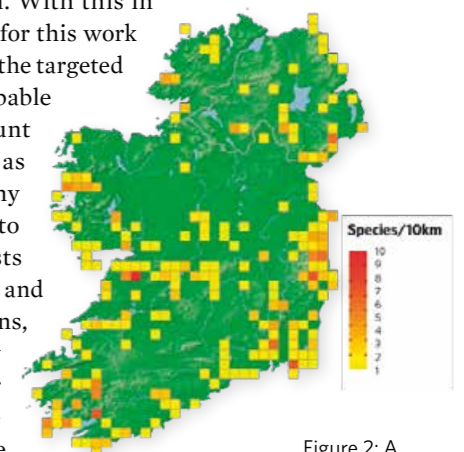 . With this in
for this work
the targeted
bable
unt
as
ny
to
sts
and
ns,
Species/10km
10
9
8
7
6
5
4
3
2
1
Figure 2: A